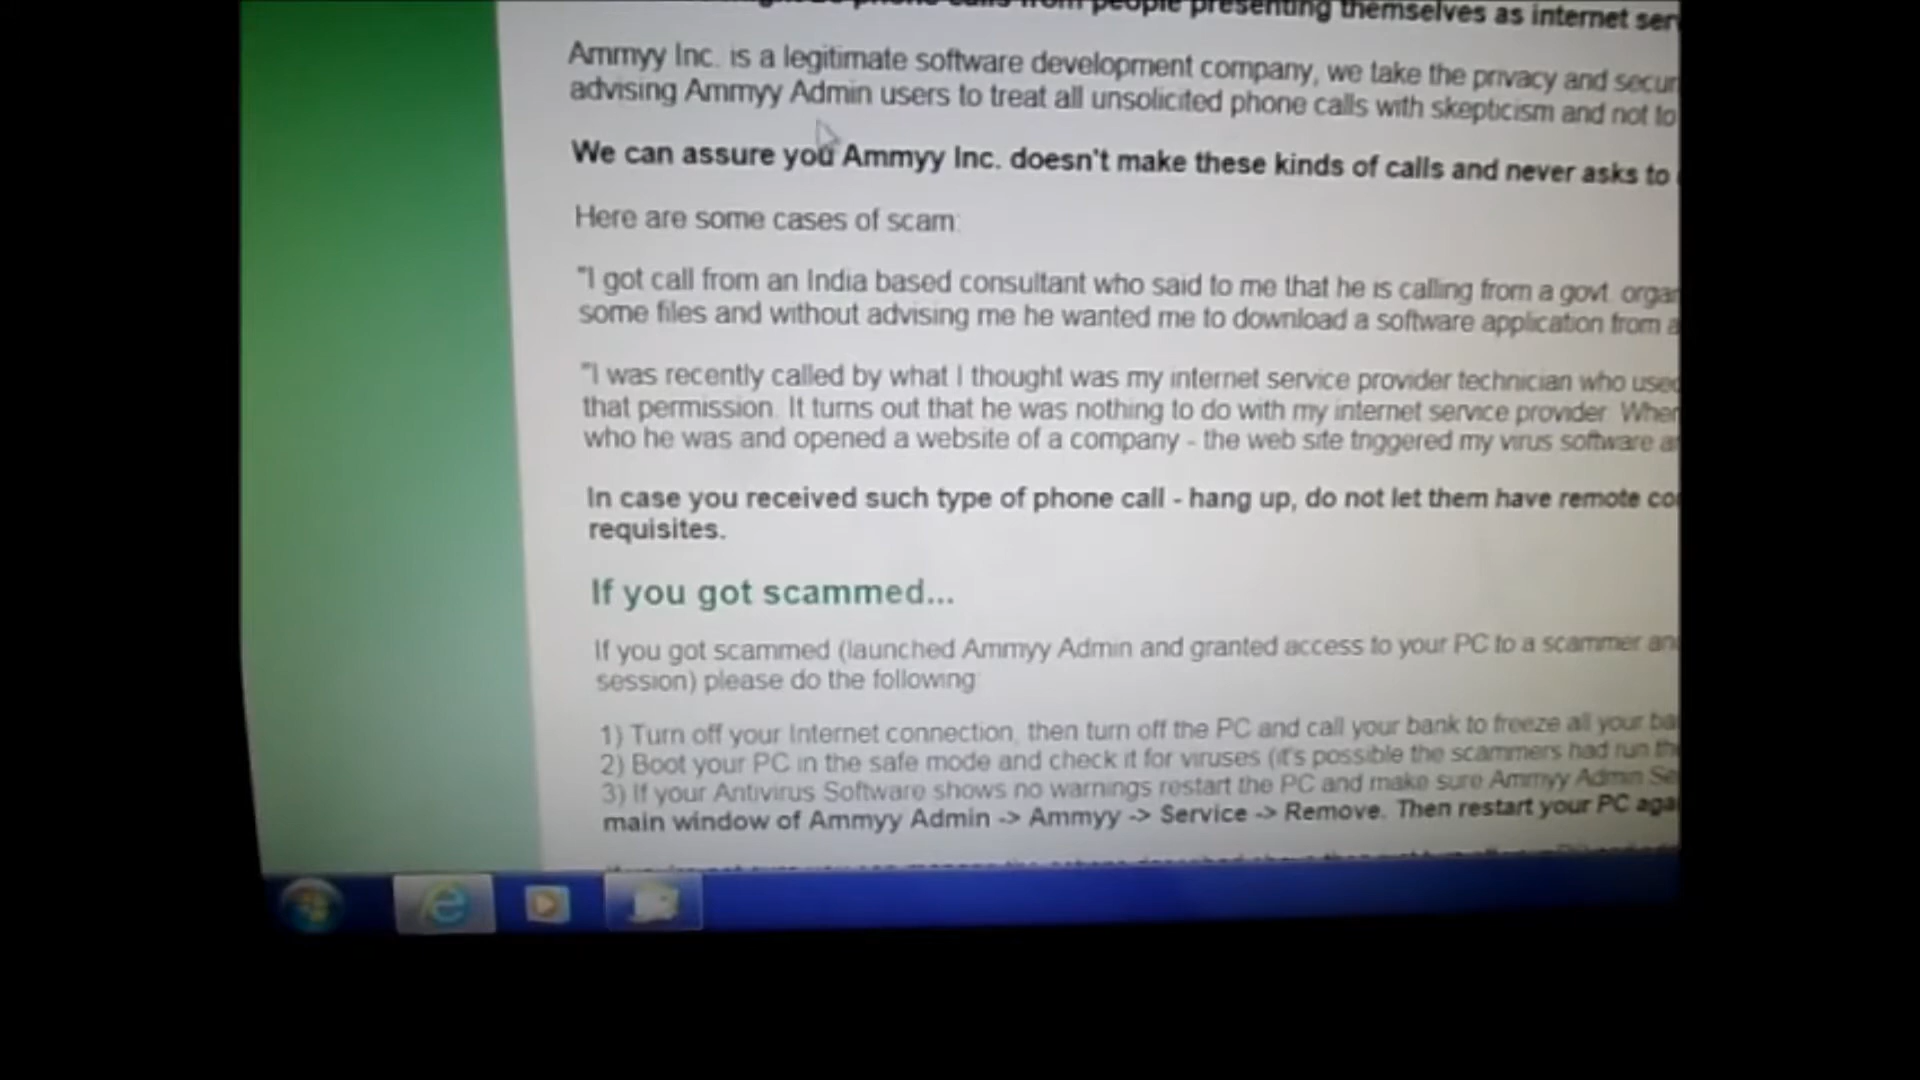 phone calls from people presenting themselves as internet ser
Ammyy Inc. is a legitimate software development company, we take the privacy and secur
advising Ammyy Admin users to treat all unsolicited phone calls with skepticism and not to
We can assure you Ammyy Inc. doesn't make these kinds of calls and never asks to
Here are some cases of scam:
"I got call from an India based consultant who said to me that he is calling from a govt. organ
some files and without advising me he wanted me to download a software application from a
"I was recently called by what I thought was my internet service provider technician who used
that permission. It turns out that he was nothing to do with my internet service provider. When
who he was and opened a website of a company - the web site triggered my virus software a
In case you received such type of phone call - hang up, do not let them have remote co
requisites.
If you got scammed...
If you got scammed (launched Ammyy Admin and granted access to your PC to a scammer an
session) please do the following:
1) Turn off your Internet connection, then turn off the PC and call your bank to freeze all your ba
2) Boot your PC in the safe mode and check it for viruses (it's possible the scammers had run th
3) If your Antivirus Software shows no warnings restart the PC and make sure Ammyy Admin Se
main window of Ammyy Admin -> Ammyy -> Service -> Remove. Then restart your PC aga